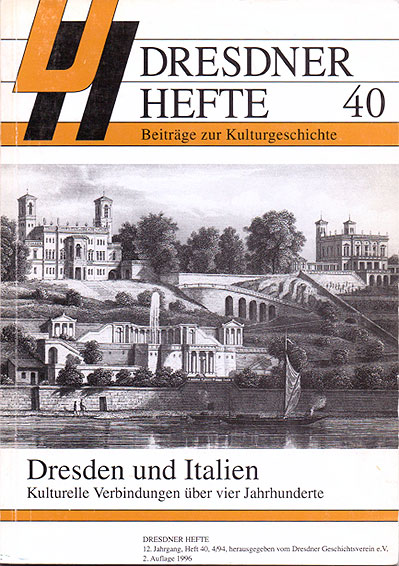 DH
DRESDNER
HEFTE 40
Beiträge zur Kulturgeschichte
Dresden und Italien
Kulturelle Verbindungen über vier Jahrhunderte
DRESDNER HEFTE
12. Jahrgang, Heft 40, 4/94, herausgegeben vom Dresdner Geschichtsverein e.V.
2. Auflage 1996